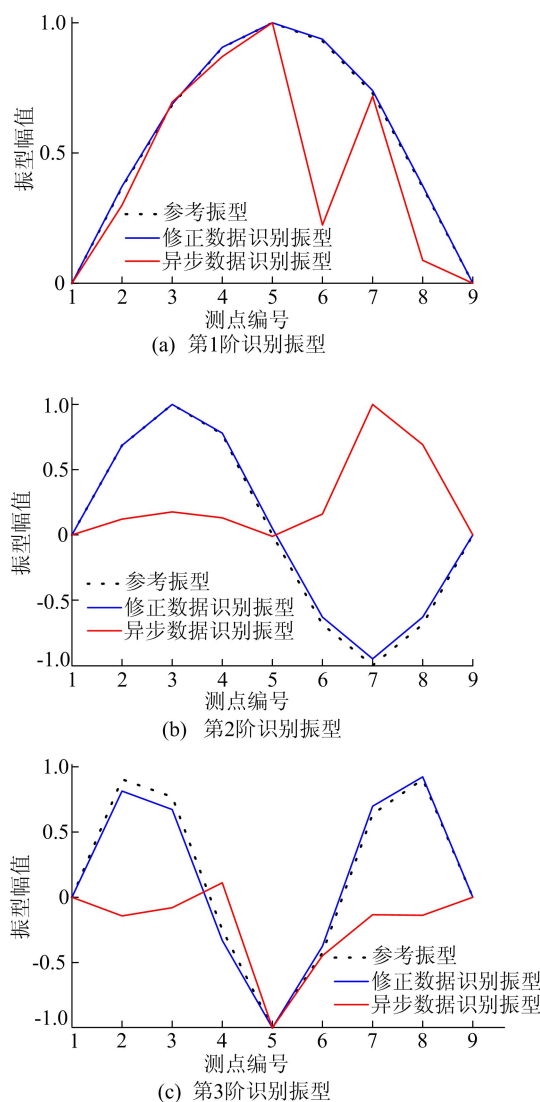 1.0
0.5
0
振型幅值
参考振型
修正数据识别振型
异步数据识别振型
1 2 3 4 5 6 7 8 9
测点编号
(a) 第1阶识别振型
1.0
0.5
0
-0.5
-1.0
振型幅值
参考振型
修正数据识别振型
异步数据识别振型
1 2 3 4 5 6 7 8 9
测点编号
(b) 第2阶识别振型
1.0
0.5
0
-0.5
-1.0
振型幅值
参考振型
修正数据识别振型
异步数据识别振型
1 2 3 4 5 6 7 8 9
测点编号
(c) 第3阶识别振型